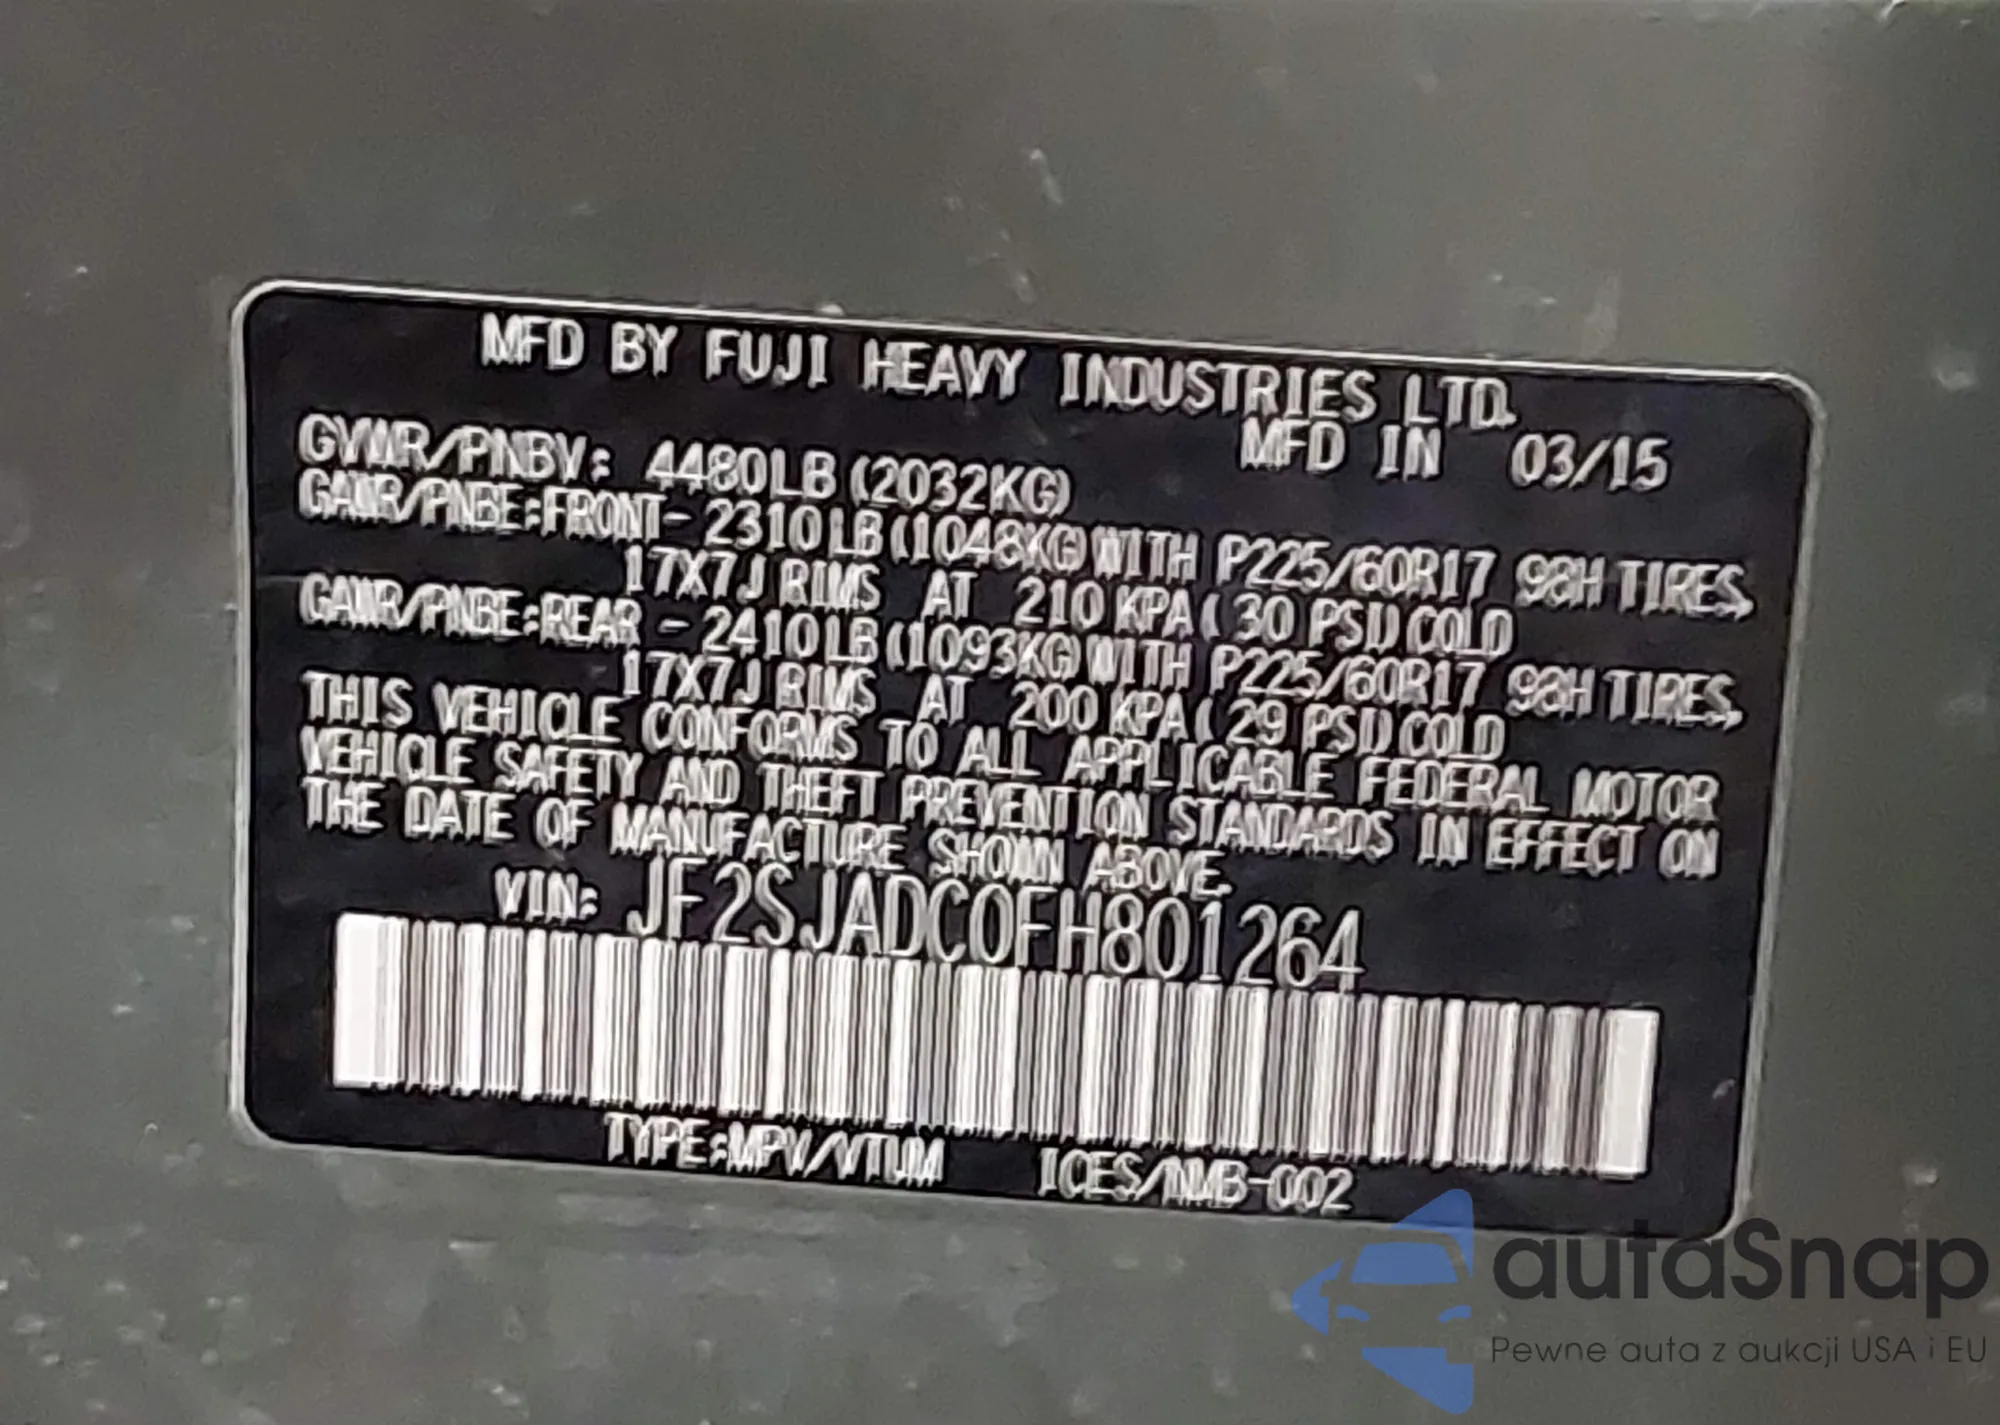 MFD BY FUJI HEAVY INDUSTRIES LTD.
MFD IN 03/15
GVWR/PNBV: 4480LB (2032KG)
GAWR/PNBE:FRONT- 2310LB (1048KG) WITH P225/60R17 98H TIRES,
17X7J RIMS AT 210 KPA ( 30 PSI) COLD
GAWR/PNBE:REAR - 2410LB (1093KG) WITH P225/60R17 98H TIRES,
17X7J RIMS AT 200 KPA ( 29 PSI) COLD
THIS VEHICLE CONFORMS TO ALL APPLICABLE FEDERAL MOTOR
VEHICLE SAFETY AND THEFT PREVENTION STANDARDS IN EFFECT ON
THE DATE OF MANUFACTURE SHOWN ABOVE.
VIN: JF2SJADC0FH801264
TYPE:MPV/VTUM ICES/NMB-002
autaSnap
Pewne auta z aukcji USA i EU